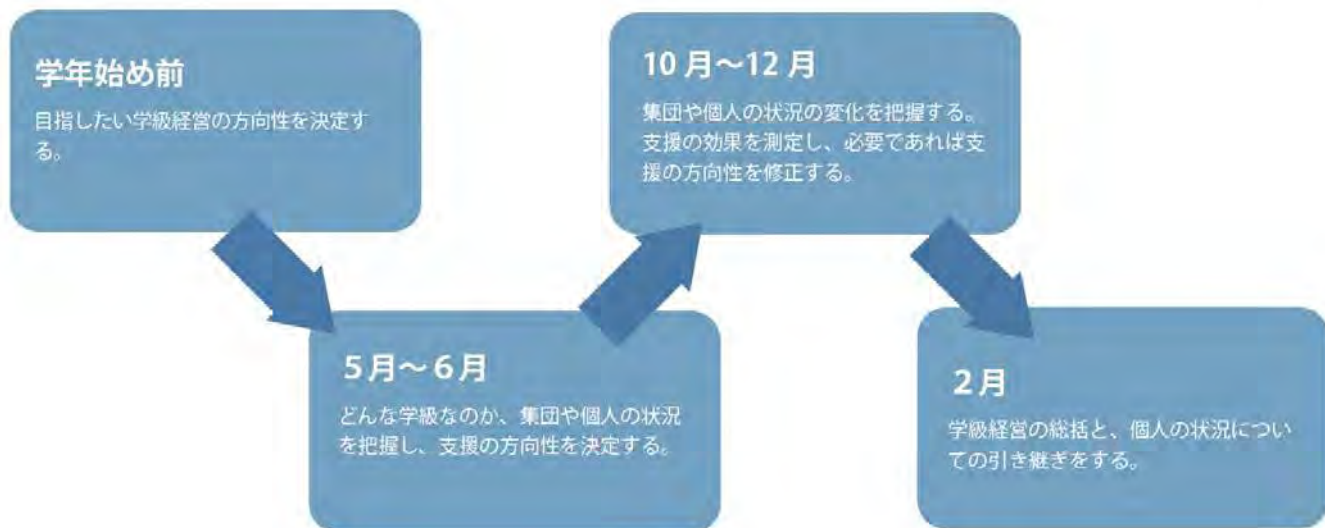 学年始め前
目指したい学級経営の方向性を決定す
る。
5月～6月
どんな学級なのか、集団や個人の状況
を把握し、支援の方向性を決定する。
10月～12月
集団や個人の状況の変化を把握する。
支援の効果を測定し、必要であれば支
援の方向性を修正する。
2月
学級経営の総括と、個人の状況につい
ての引き継ぎをする。